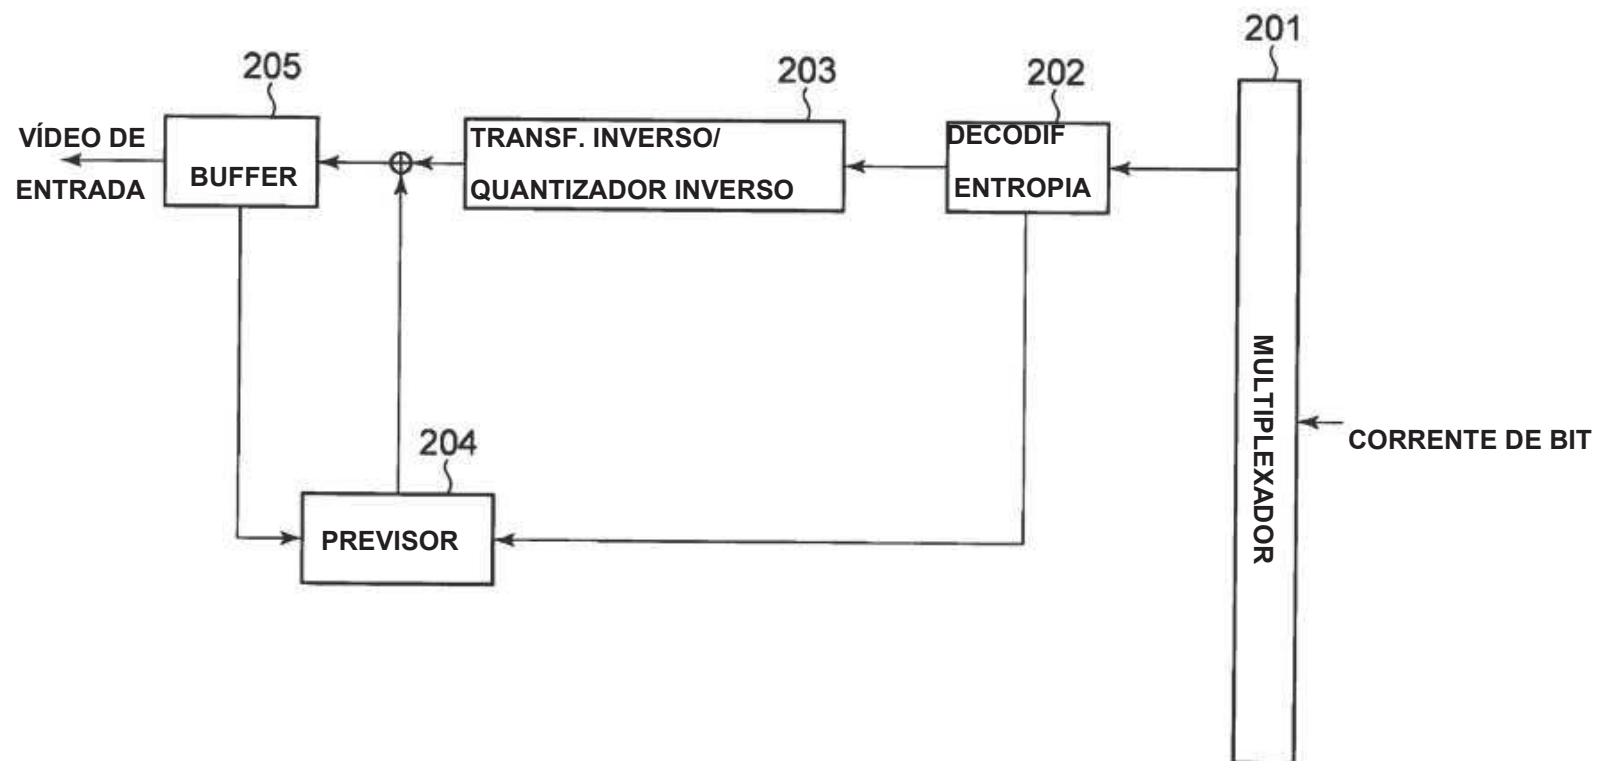 201
205
203
202
VÍDEO DE
ENTRADA
BUFFER
TRANSF. INVERSO/
QUANTIZADOR INVERSO
DECODIF
ENTROPIA
MULTIPLEXADOR
CORRENTE DE BIT
204
PREVISOR